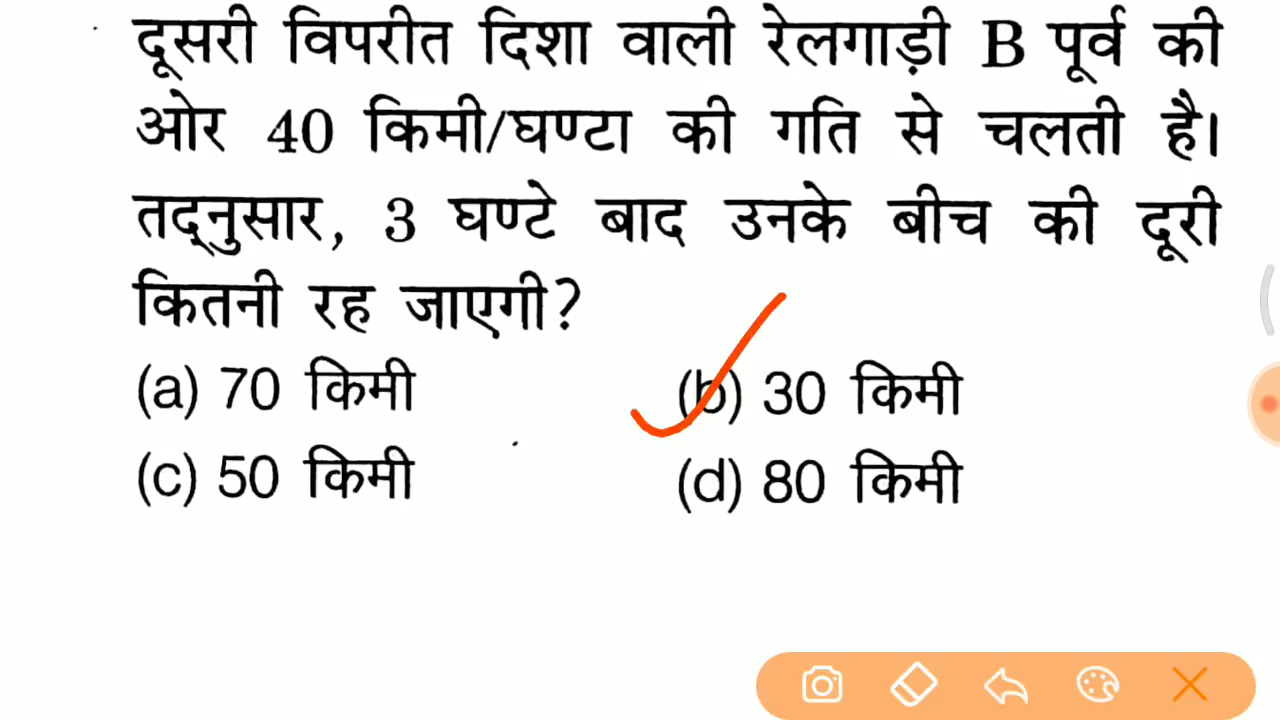 दूसरी विपरीत दिशा वाली रेलगाड़ी B पूर्व की
ओर 40 किमी/घण्टा की गति से चलती है।
तद्नुसार, 3 घण्टे बाद उनके बीच की दूरी
कितनी रह जाएगी?
(a) 70 किमी (b) 30 किमी
(c) 50 किमी (d) 80 किमी